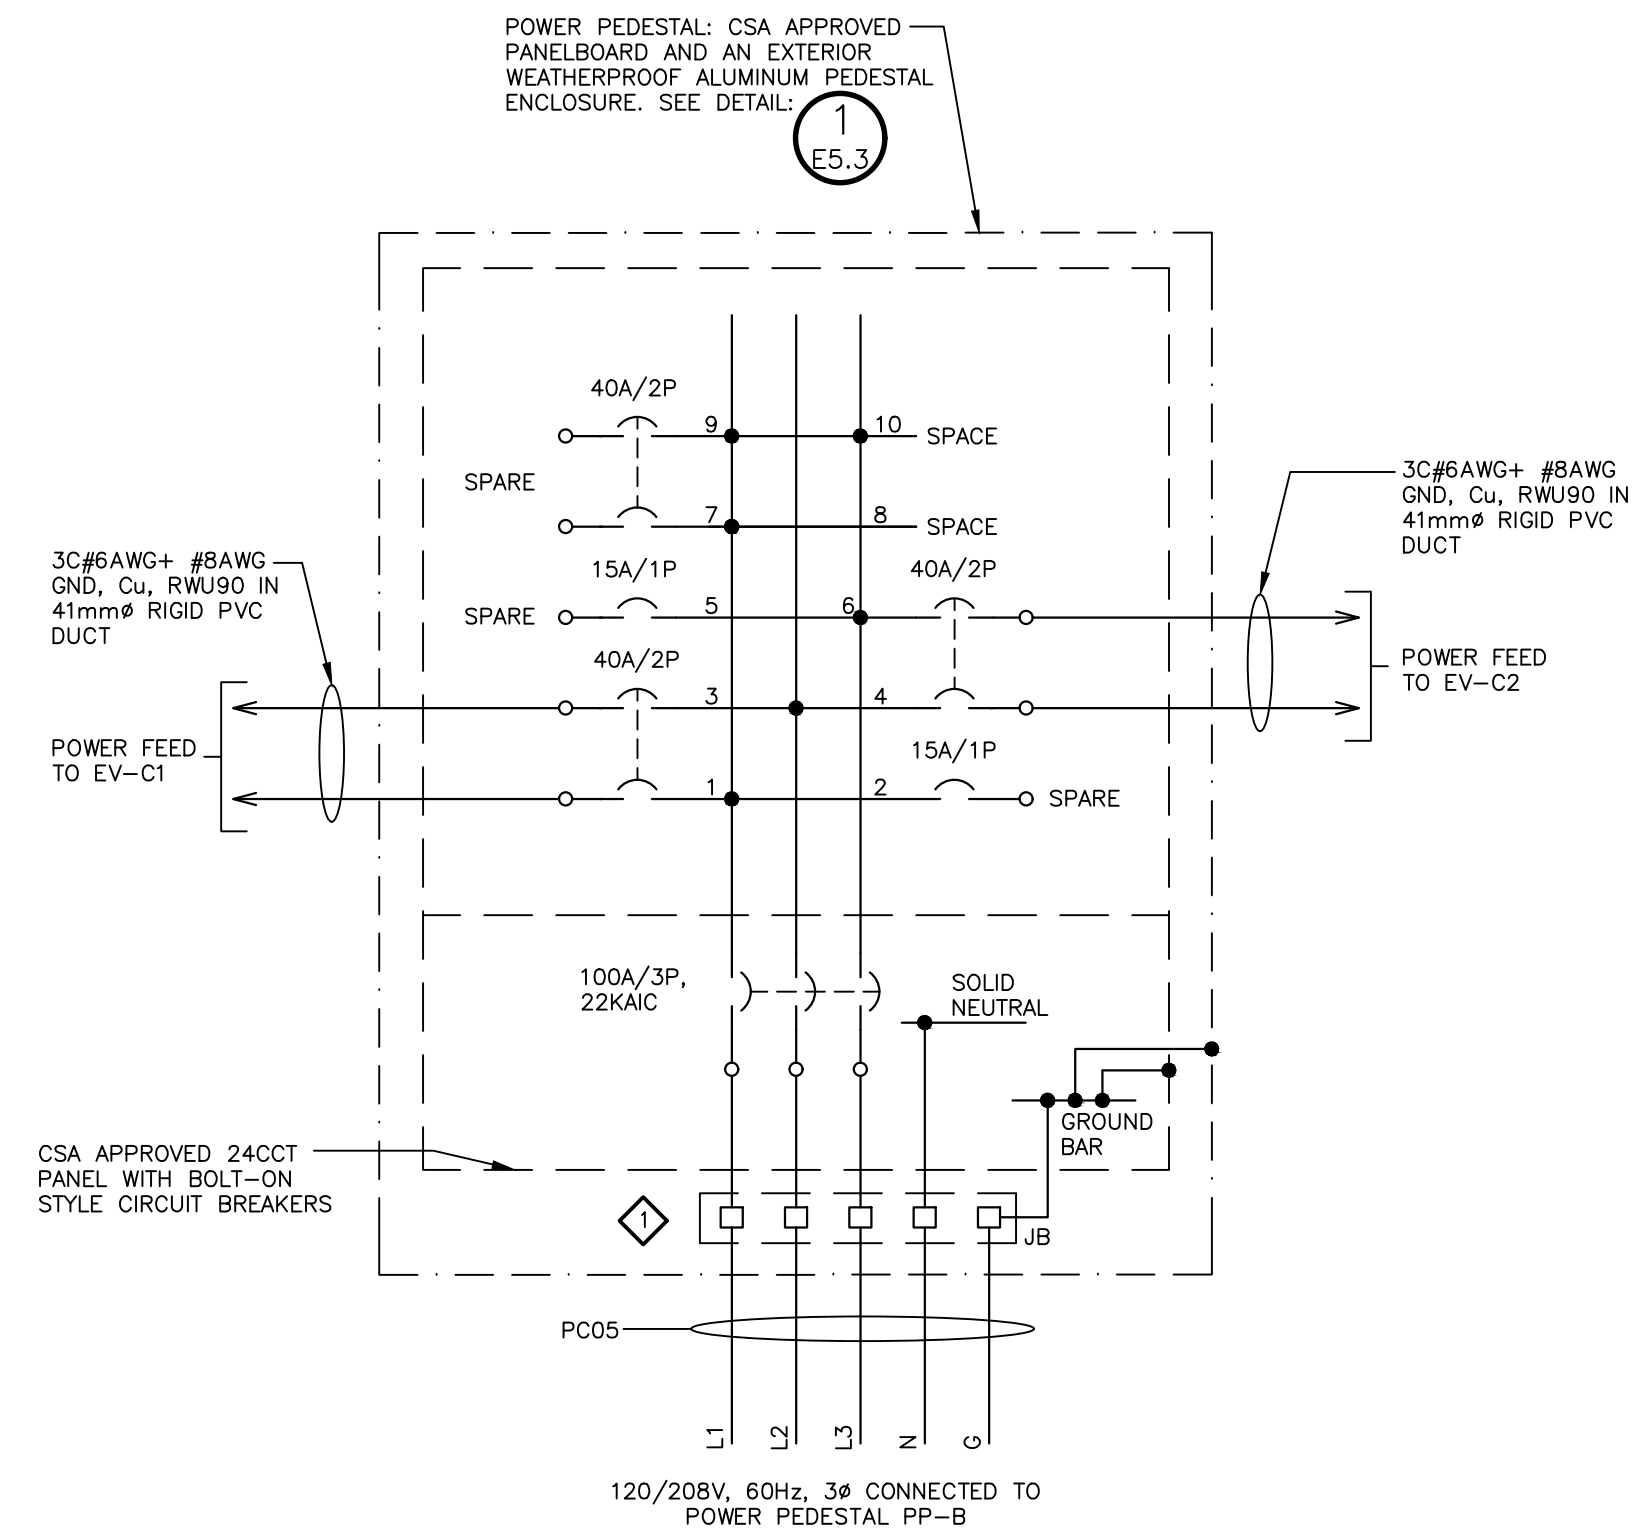 POWER PEDESTAL: CSA APPROVED
PANELBOARD AND AN EXTERIOR
WEATHERPROOF ALUMINUM PEDESTAL
ENCLOSURE. SEE DETAIL:
1
E5.3
40A/2P
9
10
SPACE
SPARE
7
8
SPACE
15A/1P
40A/2P
SPARE
5
6
40A/2P
3
4
15A/1P
1
2
SPARE
3C#6AWG+ #8AWG
GND, Cu, RWU90 IN
41mmø RIGID PVC
DUCT
POWER FEED
TO EV-C1
3C#6AWG+ #8AWG
GND, Cu, RWU90 IN
41mmø RIGID PVC
DUCT
POWER FEED
TO EV-C2
100A/3P,
22KAIC
SOLID
NEUTRAL
GROUND
BAR
CSA APPROVED 24CCT
PANEL WITH BOLT-ON
STYLE CIRCUIT BREAKERS
1
JB
PC05
L1
L2
L3
N
G
120/208V, 60Hz, 3ø CONNECTED TO
POWER PEDESTAL PP-B